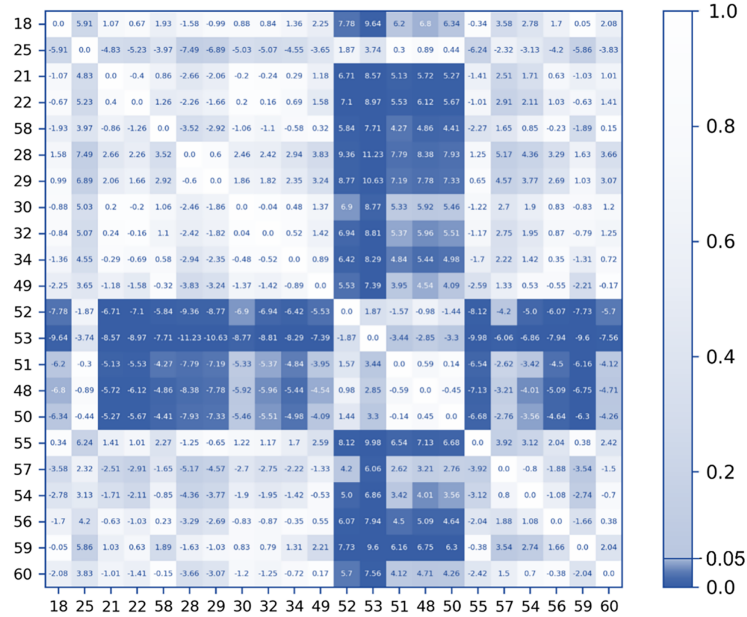 18 0.0 5.91 1.07 0.67 1.93 -1.58 -0.99 0.88 0.84 1.36 2.25 7.78 9.64 6.2 6.8 6.34 -0.34 3.58 2.78 1.7 0.05 2.08
25 -5.91 0.0 -4.83 -5.23 -3.97 -7.49 -6.89 -5.03 -5.07 -4.55 -3.65 1.87 3.74 0.3 0.89 0.44 -6.24 -2.32 -3.13 -4.2 -5.86 -3.83
21 -1.07 4.83 0.0 -0.4 0.86 -2.66 -2.06 -0.2 -0.24 0.29 1.18 6.71 8.57 5.13 5.72 5.27 -1.41 2.51 1.71 0.63 -1.03 1.01
22 -0.67 5.23 0.4 0.0 1.26 -2.26 -1.66 0.2 0.16 0.69 1.58 7.1 8.97 5.53 6.12 5.67 -1.01 2.91 2.11 1.03 -0.63 1.41
58 -1.93 3.97 -0.86 -1.26 0.0 -3.52 -2.92 -1.06 -1.1 -0.58 0.32 5.84 7.71 4.27 4.86 4.41 -2.27 1.65 0.85 -0.23 -1.89 0.15
28 1.58 7.49 2.66 2.26 3.52 0.0 0.6 2.46 2.42 2.94 3.83 9.36 11.23 7.79 8.38 7.93 1.25 5.17 4.36 3.29 1.63 3.66
29 0.99 6.89 2.06 1.66 2.92 -0.6 0.0 1.86 1.82 2.35 3.24 8.77 10.63 7.19 7.78 7.33 0.65 4.57 3.77 2.69 1.03 3.07
30 -0.88 5.03 0.2 -0.2 1.06 -2.46 -1.86 0.0 -0.04 0.48 1.37 6.9 8.77 5.33 5.92 5.46 -1.22 2.7 1.9 0.83 -0.83 1.2
32 -0.84 5.07 0.24 -0.16 1.1 -2.42 -1.82 0.04 0.0 0.52 1.42 6.94 8.81 5.37 5.96 5.51 -1.17 2.75 1.95 0.87 -0.79 1.25
34 -1.36 4.55 -0.29 -0.69 0.58 -2.94 -2.35 -0.48 -0.52 0.0 0.89 6.42 8.29 4.84 5.44 4.98 -1.7 2.22 1.42 0.35 -1.31 0.72
49 -2.25 3.65 -1.18 -1.58 -0.32 -3.83 -3.24 -1.37 -1.42 -0.89 0.0 5.53 7.39 3.95 4.54 4.09 -2.59 1.33 0.53 -0.55 -2.21 -0.17
52 -7.78 -1.87 -6.71 -7.1 -5.84 -9.36 -8.77 -6.9 -6.94 -6.42 -5.53 0.0 1.87 -1.57 -0.98 -1.44 -8.12 -4.2 -5.0 -6.07 -7.73 -5.7
53 -9.64 -3.74 -8.57 -8.97 -7.71 -11.23 -10.63 -8.77 -8.81 -8.29 -7.39 -1.87 0.0 -3.44 -2.85 -3.3 -9.98 -6.06 -6.86 -7.94 -9.6 -7.56
51 -6.2 -0.3 -5.13 -5.53 -4.27 -7.79 -7.19 -5.33 -5.37 -4.84 -3.95 1.57 3.44 0.0 0.59 0.14 -6.54 -2.62 -3.42 -4.5 -6.16 -4.12
48 -6.8 -0.89 -5.72 -6.12 -4.86 -8.38 -7.78 -5.92 -5.96 -5.44 -4.54 0.98 2.85 -0.59 0.0 -0.45 -7.13 -3.21 -4.01 -5.09 -6.75 -4.71
50 -6.34 -0.44 -5.27 -5.67 -4.41 -7.93 -7.33 -5.46 -5.51 -4.98 -4.09 1.44 3.3 -0.14 0.45 0.0 -6.68 -2.76 -3.56 -4.64 -6.3 -4.26
55 0.34 6.24 1.41 1.01 2.27 -1.25 -0.65 1.22 1.17 1.7 2.59 8.12 9.98 6.54 7.13 6.68 0.0 3.92 3.12 2.04 0.38 2.42
57 -3.58 2.32 -2.51 -2.91 -1.65 -5.17 -4.57 -2.7 -2.75 -2.22 -1.33 4.2 6.06 2.62 3.21 2.76 -3.92 0.0 -0.8 -1.88 -3.54 -1.5
54 -2.78 3.13 -1.71 -2.11 -0.85 -4.36 -3.77 -1.9 -1.95 -1.42 -0.53 5.0 6.86 3.42 4.01 3.56 -3.12 0.8 0.0 -1.08 -2.74 -0.7
56 -1.7 4.2 -0.63 -1.03 0.23 -3.29 -2.69 -0.83 -0.87 -0.35 0.55 6.07 7.94 4.5 5.09 4.64 -2.04 1.88 1.08 0.0 -1.66 0.38
59 -0.05 5.86 1.03 0.63 1.89 -1.63 -1.03 0.83 0.79 1.31 2.21 7.73 9.6 6.16 6.75 6.3 -0.38 3.54 2.74 1.66 0.0 2.04
60 -2.08 3.83 -1.01 -1.41 -0.15 -3.66 -3.07 -1.2 -1.25 -0.72 0.17 5.7 7.56 4.12 4.71 4.26 -2.42 1.5 0.7 -0.38 -2.04 0.0
18 25 21 22 58 28 29 30 32 34 49 52 53 51 48 50 55 57 54 56 59 60
1.0
0.8
0.6
0.4
0.2
0.05
0.0